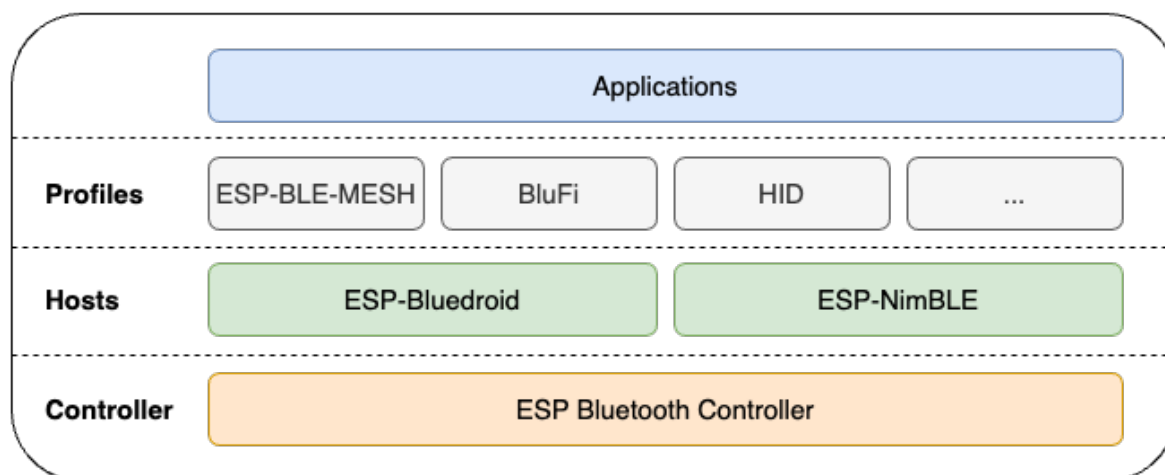 Applications
Profiles
ESP-BLE-MESH
BluFi
HID
...
Hosts
ESP-Bluedroid
ESP-NimBLE
Controller
ESP Bluetooth Controller